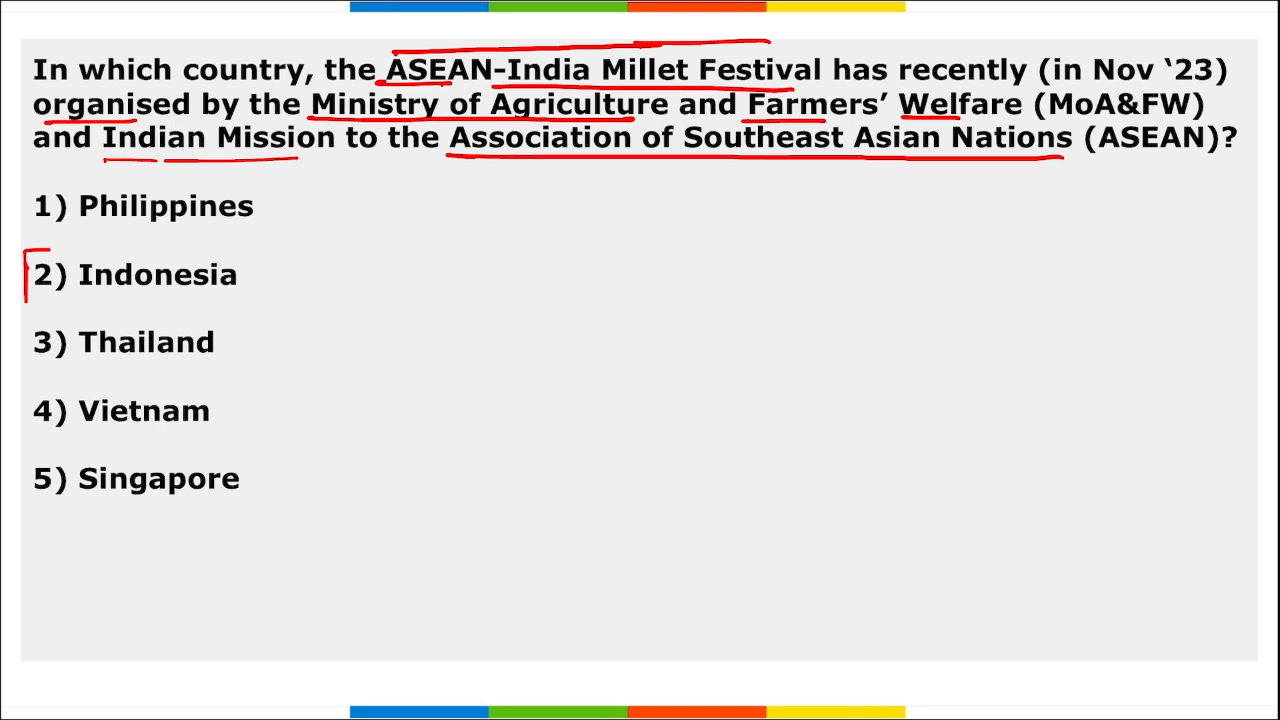 In which country, the ASEAN-India Millet Festival has recently (in Nov ‘23)
organised by the Ministry of Agriculture and Farmers’ Welfare (MoA&FW)
and Indian Mission to the Association of Southeast Asian Nations (ASEAN)?
1) Philippines
2) Indonesia
3) Thailand
4) Vietnam
5) Singapore